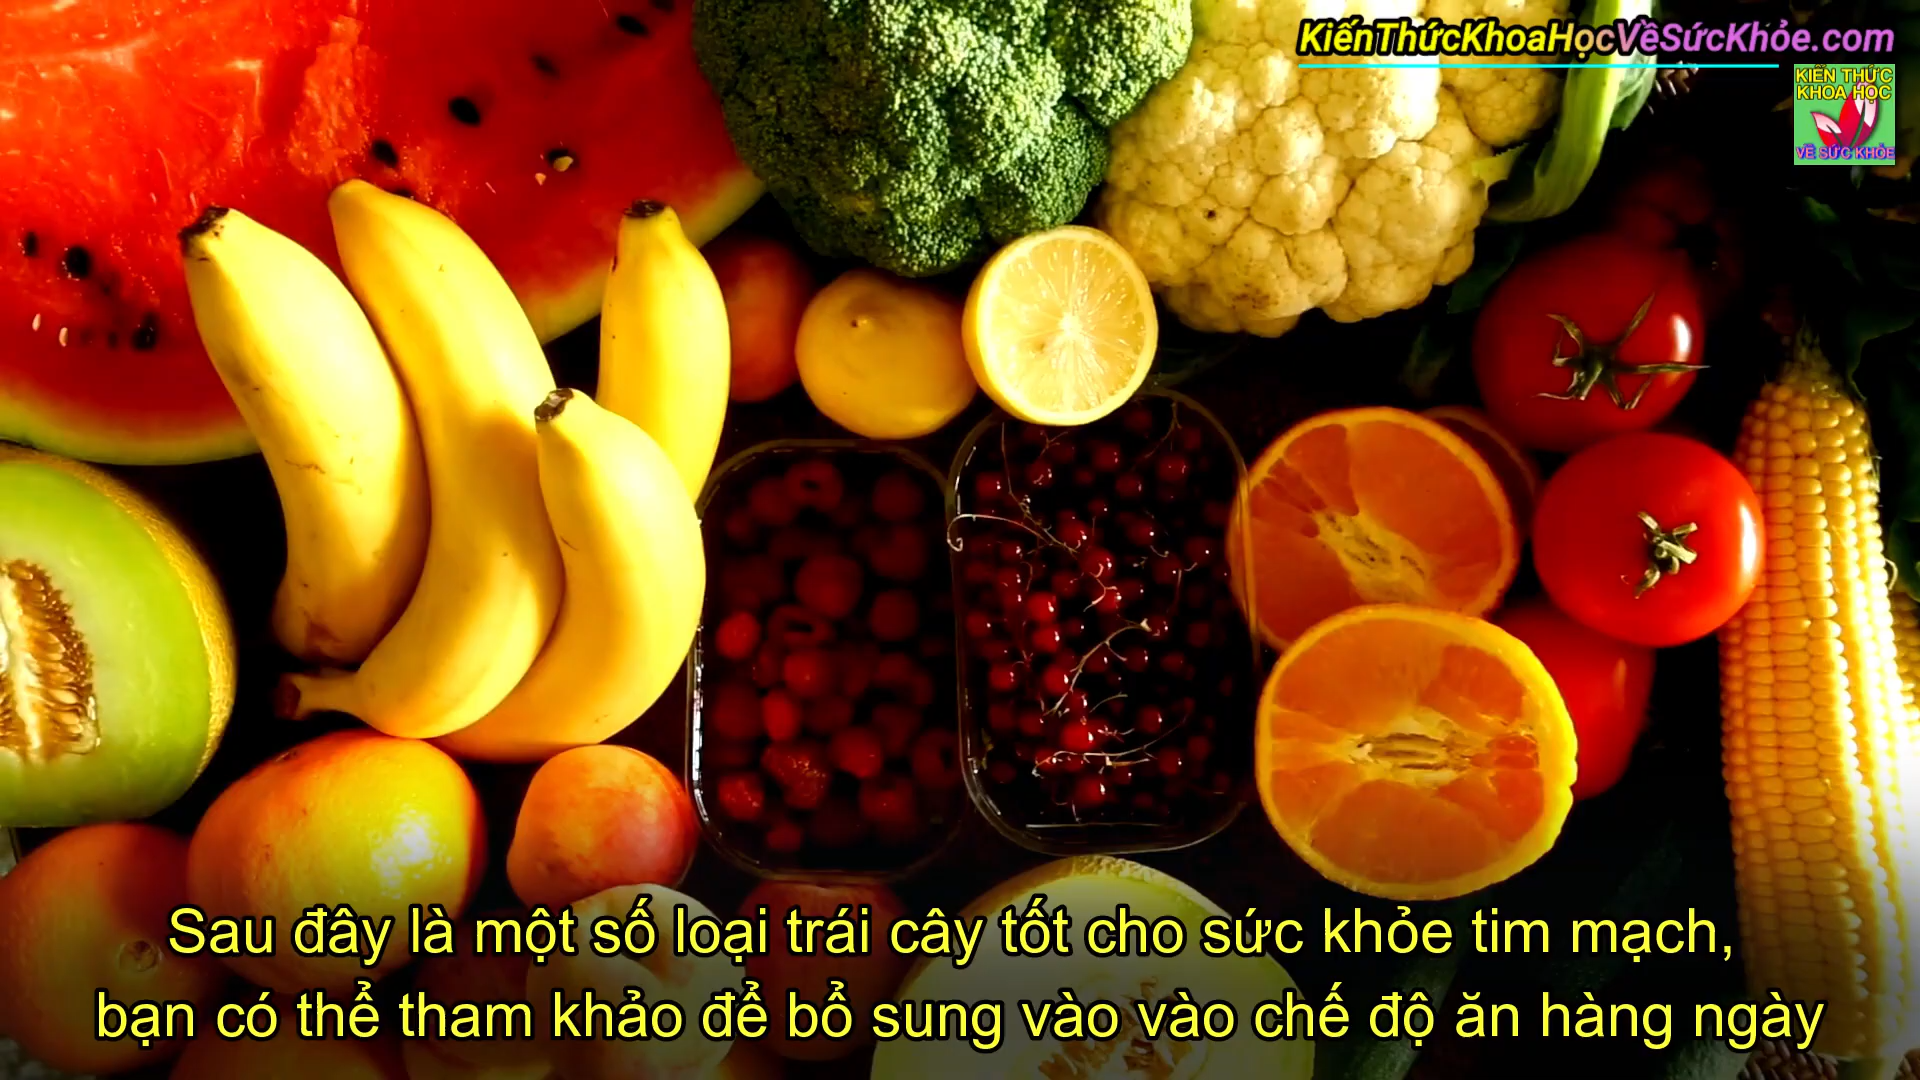 KiếnThứcKhoaHọcVềSứcKhỏe.com
KIẾN THỨC
KHOA HỌC
VỀ SỨC KHỎE
Sau đây là một số loại trái cây tốt cho sức khỏe tim mạch,
bạn có thể tham khảo để bổ sung vào vào chế độ ăn hàng ngày